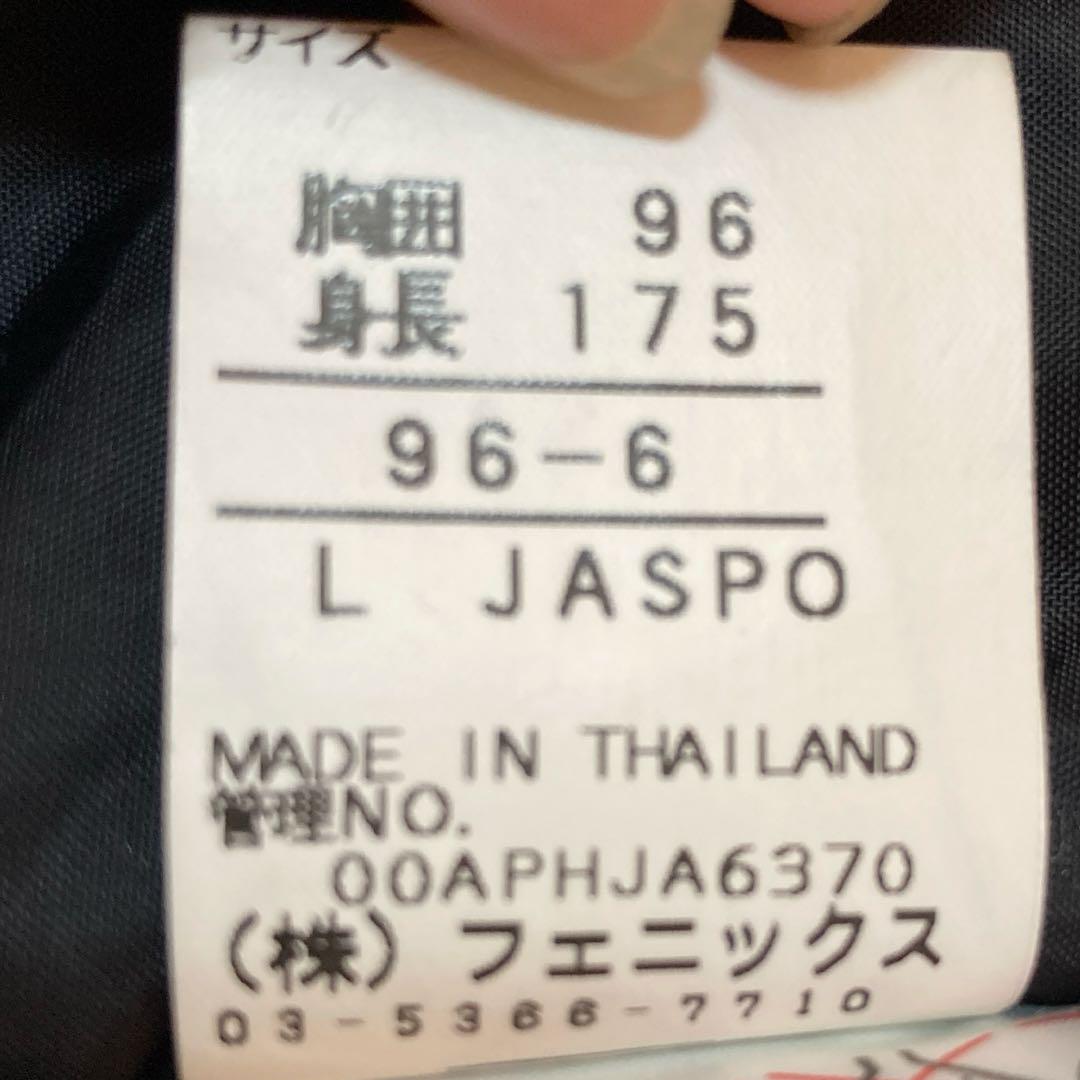 サイズ
胸囲 96
身長 175
96-6
L JASPO
MADE IN THAILAND
管理NO.
00APHJA6370
(株)フェニックス
03-5366-7710